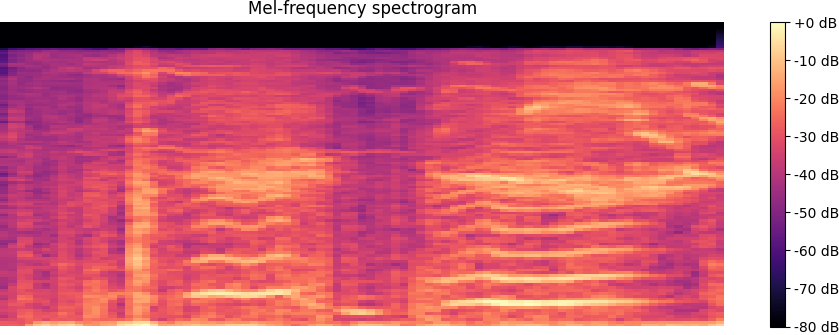 Mel-frequency spectrogram
+0 dB
-10 dB
-20 dB
-30 dB
-40 dB
-50 dB
-60 dB
-70 dB
-80 dB